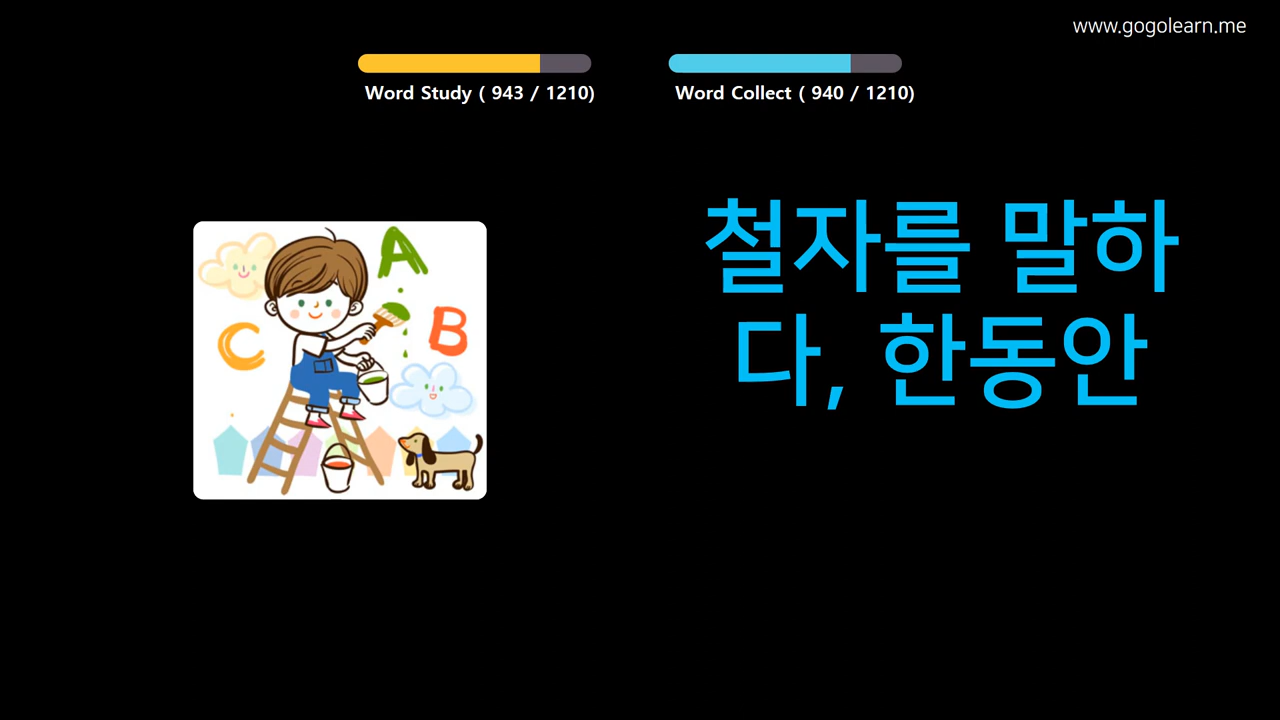 www.gogolearn.me
Word Study ( 943 / 1210)
Word Collect ( 940 / 1210)
철자를 말하
다, 한동안
A
B
C